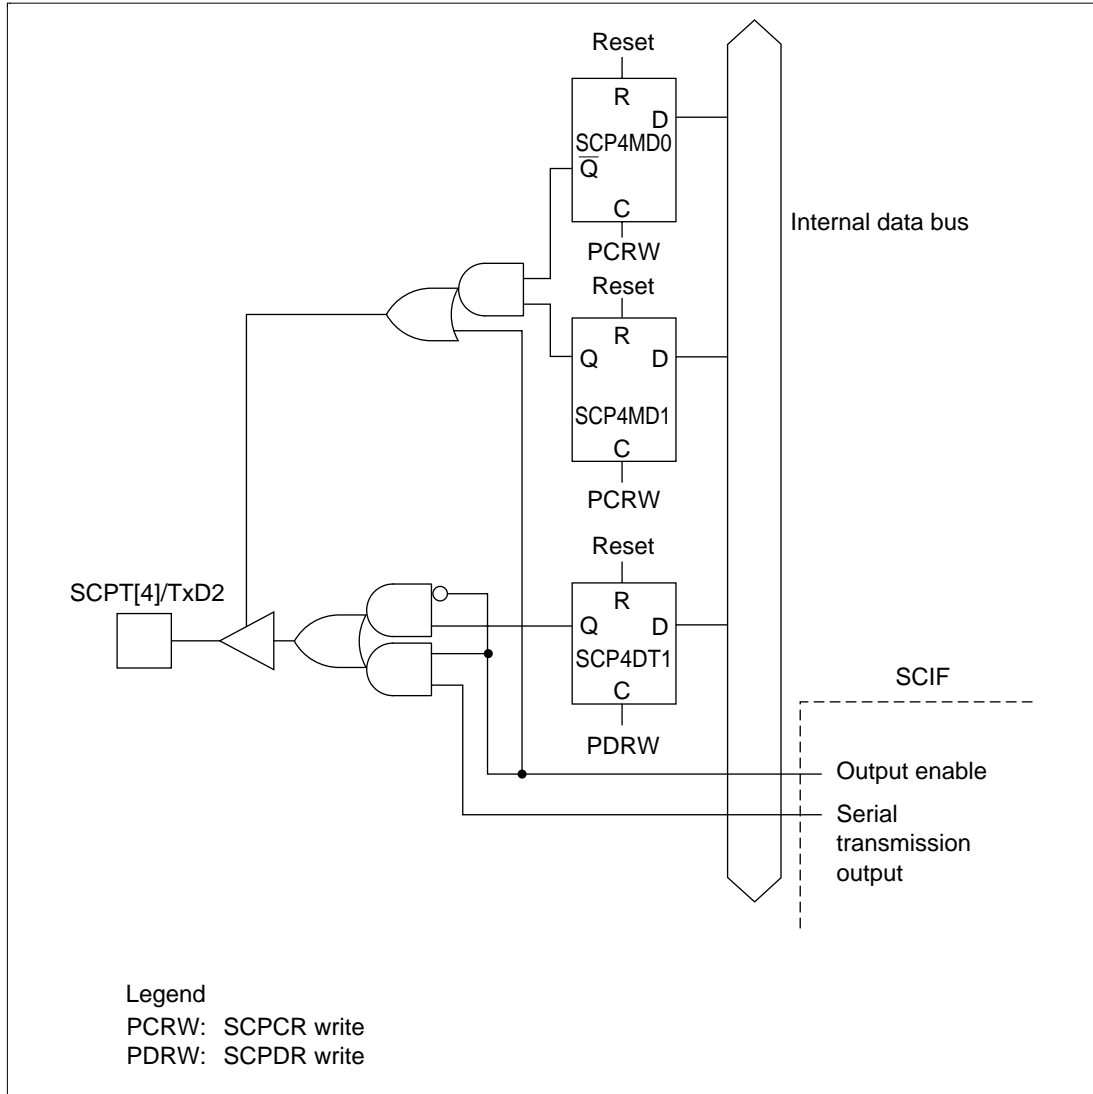 Reset
R
D
SCP4MD0
Q
C
PCRW
Internal data bus
Reset
R
Q
D
SCP4MD1
C
PCRW
Reset
SCPT[4]/TxD2
R
Q
D
SCP4DT1
C
PDRW
SCIF
Output enable
Serial
transmission
output
Legend
PCRW: SCPCR write
PDRW: SCPDR write